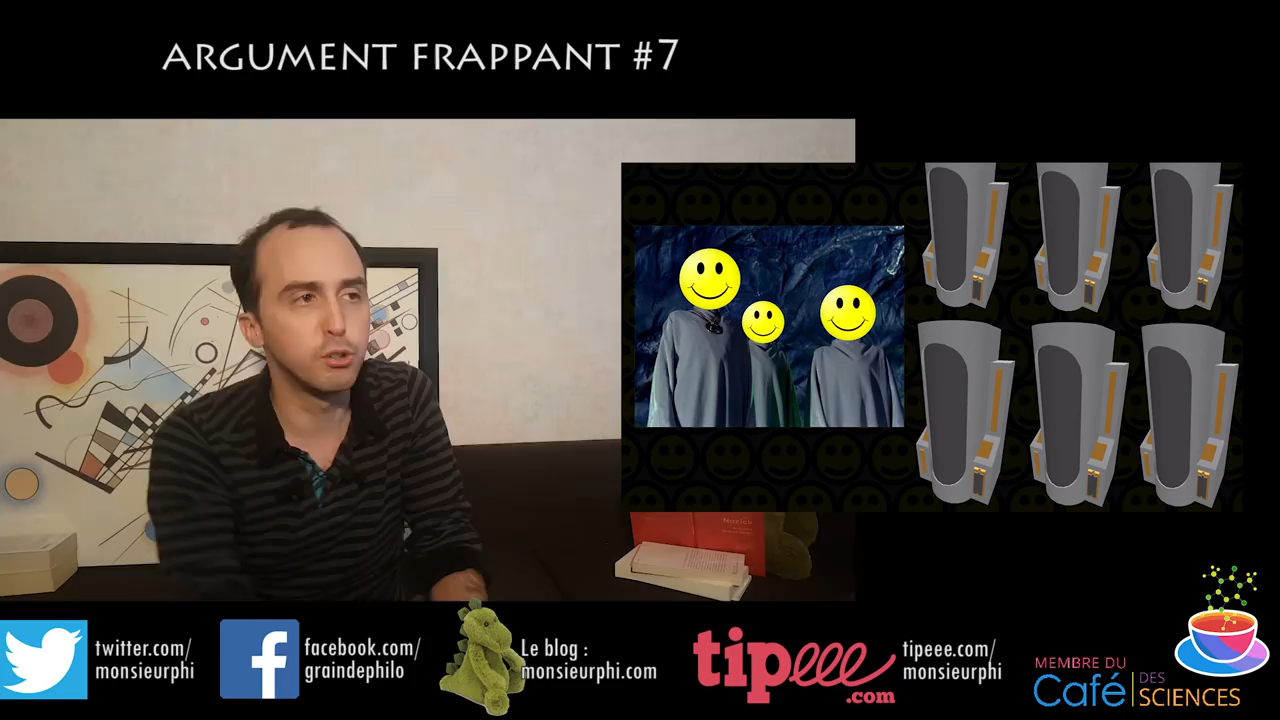 ARGUMENT FRAPPANT #7
Nozick
twitter.com/
monsieurphi
facebook.com/
graindephilo
Le blog :
monsieurphi.com
tipeee
.com
tipeee.com/
monsieurphi
MEMBRE DU
Café DES
SCIENCES